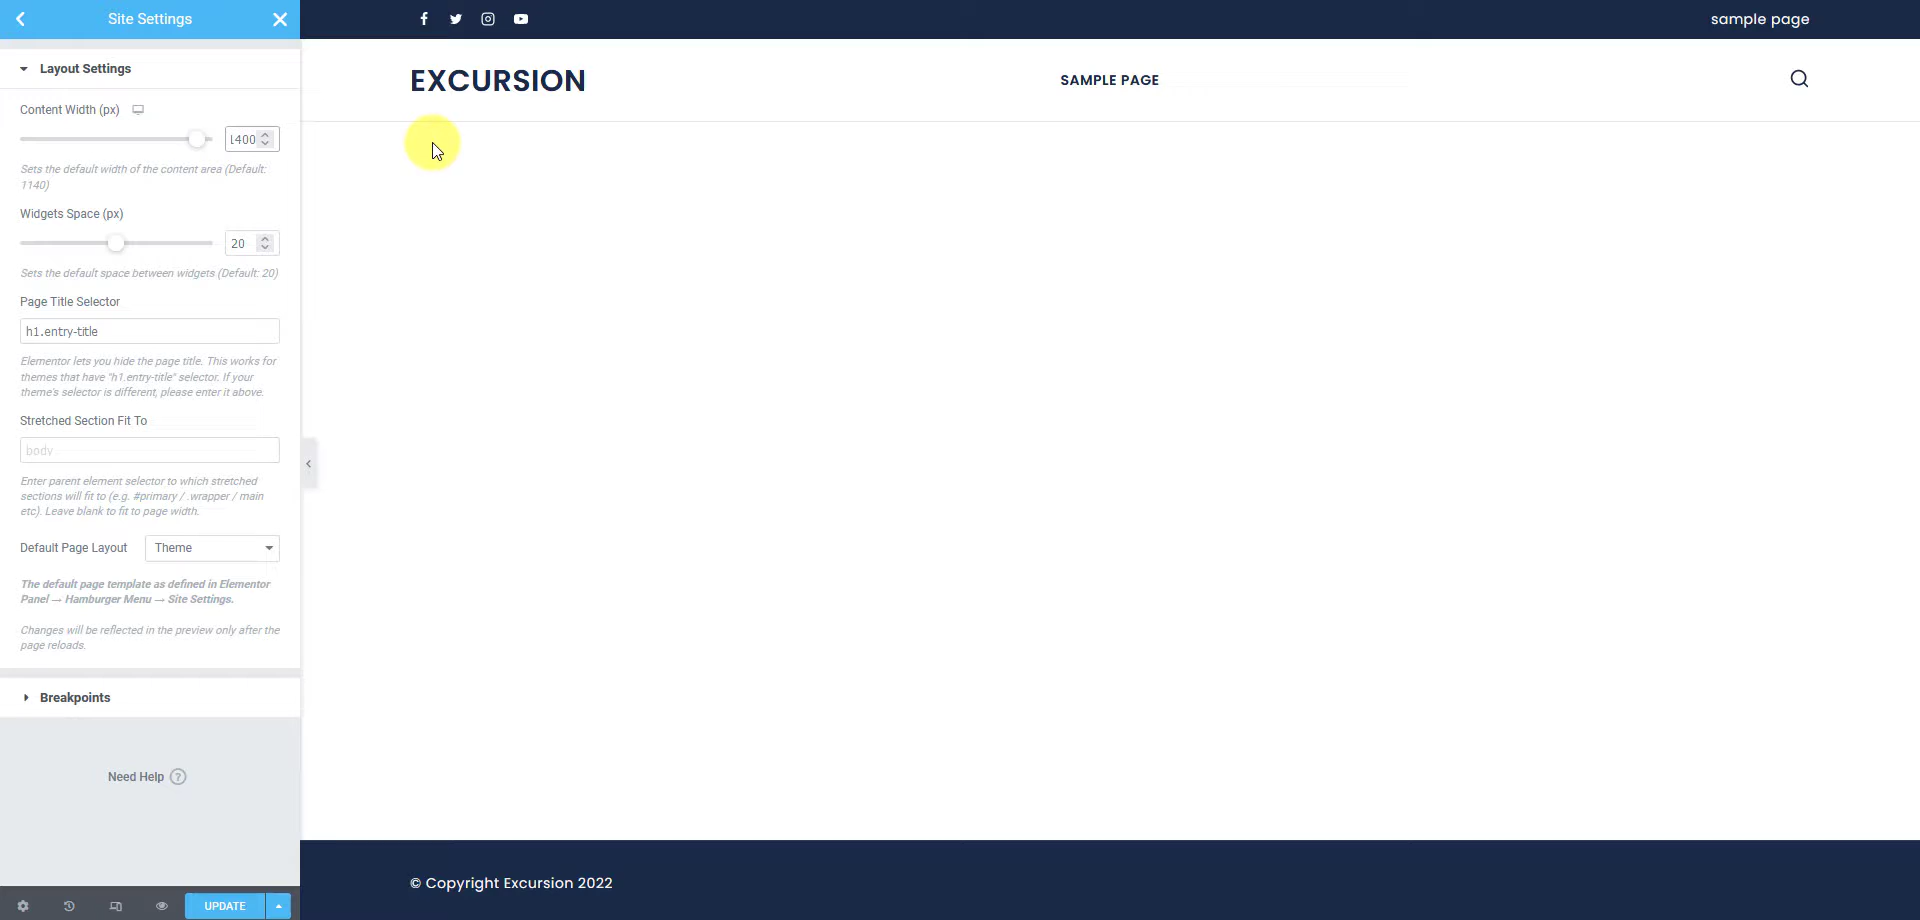 Site Settings
Layout Settings
Content Width (px)
1400
Sets the default width of the content area (Default:
1140)
Widgets Space (px)
20
Sets the default space between widgets (Default: 20)
Page Title Selector
h1.entry-title
Elementor lets you hide the page title. This works for
themes that have "h1.entry-title" selector. If your
theme's selector is different, please enter it above.
Stretched Section Fit To
body
Enter parent element selector to which stretched
sections will fit to (e.g. #primary / .wrapper / main
etc). Leave blank to fit to page width.
Default Page Layout
Theme
The default page template as defined in Elementor
Panel → Hamburger Menu → Site Settings.
Changes will be reflected in the preview only after the
page reloads.
Breakpoints
Need Help ?
UPDATE
sample page
EXCURSION
SAMPLE PAGE
© Copyright Excursion 2022